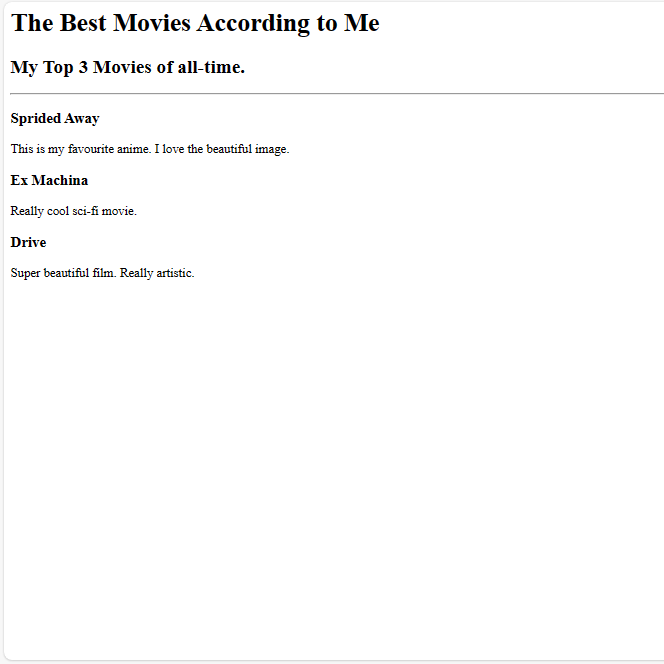 The Best Movies According to Me
My Top 3 Movies of all-time.
Sprided Away
This is my favourite anime. I love the beautiful image.
Ex Machina
Really cool sci-fi movie.
Drive
Super beautiful film. Really artistic.